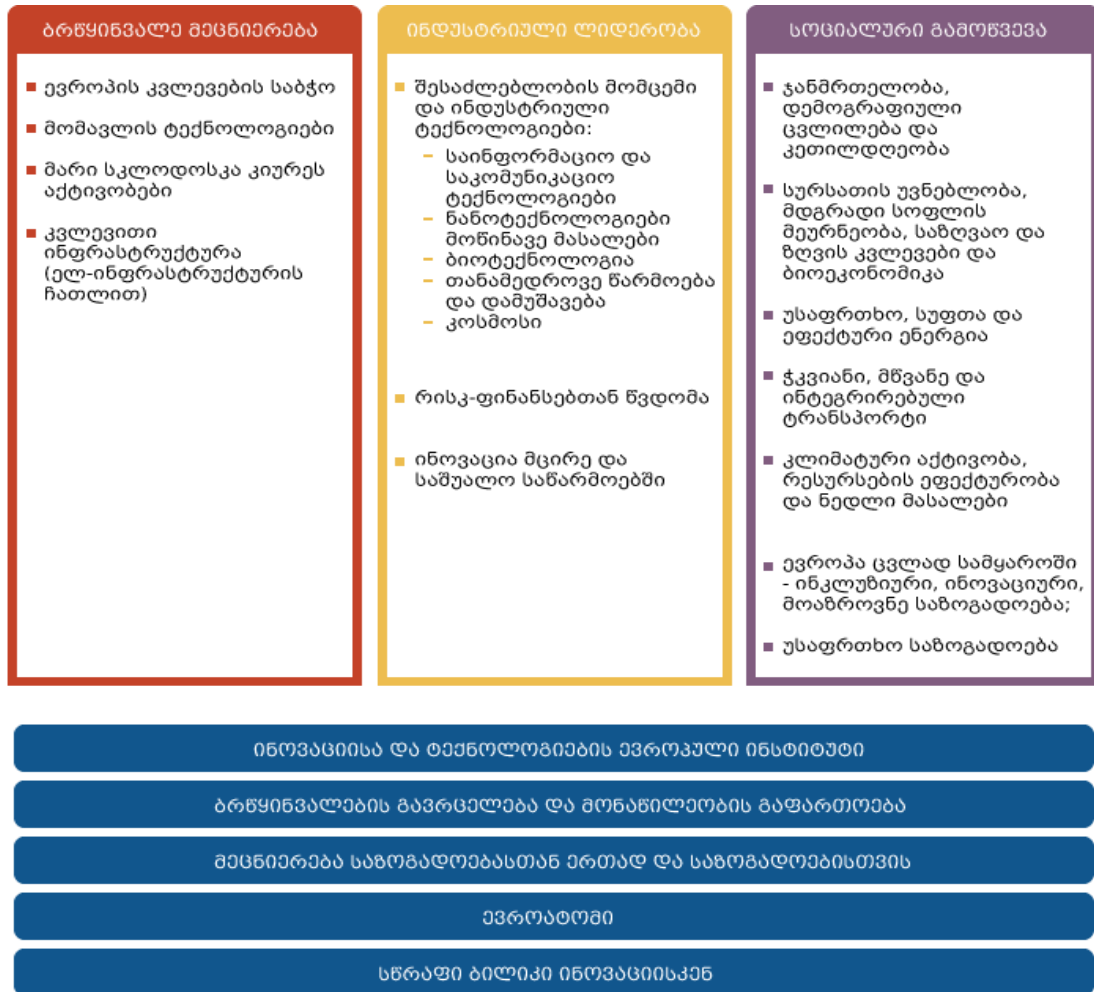 ბრწყინვალე მეცნიერება
ევროპის კვლევების საბჭო
მომავლის ტექნოლოგიები
მარი სკლოდოსკა კიურეს
აქტივობები
კვლევითი
ინფრასტრუქტურა
(ელ-ინფრასტრუქტურის
ჩათლით)
ინდუსტრიული ლიდერობა
შესაძლებლობის მომცემი
და ინდუსტრიული
ტექნოლოგიები:
– საინფორმაციო და
საკომუნიკაციო
ტექნოლოგიები
– ნანოტექნოლოგიები
მოწინავე მასალები
– ბიოტექნოლოგია
– თანამედროვე წარმოება
და დამუშავება
– კოსმოსი
რისკ-ფინანსებთან წვდომა
ინოვაცია მცირე და
საშუალო საწარმოებში
სოციალური გამოწვევა
ჯანმრთელობა,
დემოგრაფიული
ცვლილება და
კეთილდღეობა
სურსათის უვნებლობა,
მდგრადი სოფლის
მეურნეობა, საზღვაო და
ზღვის კვლევები და
ბიოეკონომიკა
უსაფრთხო, სუფთა და
ეფექტური ენერგია
ჭკვიანი, მწვანე და
ინტეგრირებული
ტრანსპორტი
კლიმატური აქტივობა,
რესურსების ეფექტურობა
და ნედლი მასალები
ევროპა ცვლად სამყაროში
- ინკლუზიური, ინოვაციური,
მოაზროვნე საზოგადოება;
უსაფრთხო საზოგადოება
ინოვაციისა და ტექნოლოგიების ევროპული ინსტიტუტი
ბრწყინვალების გავრცელება და მონაწილეობის გაფართოება
მეცნიერება საზოგადოებასთან ერთად და საზოგადოებისთვის
ევროატომი
სწრაფი ბილიკი ინოვაციისკენ